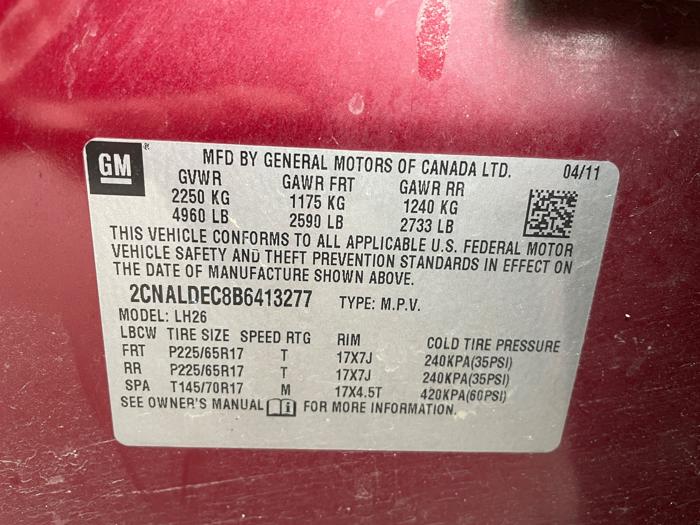 GM
MFD BY GENERAL MOTORS OF CANADA LTD. 04/11
GVWR GAWR FRT GAWR RR
2250 KG 1175 KG 1240 KG
4960 LB 2590 LB 2733 LB
THIS VEHICLE CONFORMS TO ALL APPLICABLE U.S. FEDERAL MOTOR
VEHICLE SAFETY AND THEFT PREVENTION STANDARDS IN EFFECT ON
THE DATE OF MANUFACTURE SHOWN ABOVE.
2CNALDEC8B6413277 TYPE: M.P.V.
MODEL: LH26
LBCW TIRE SIZE SPEED RTG RIM COLD TIRE PRESSURE
FRT P225/65R17 T 17X7J 240KPA(35PSI)
RR P225/65R17 T 17X7J 240KPA(35PSI)
SPA T145/70R17 M 17X4.5T 420KPA(60PSI)
SEE OWNER'S MANUAL FOR MORE INFORMATION.